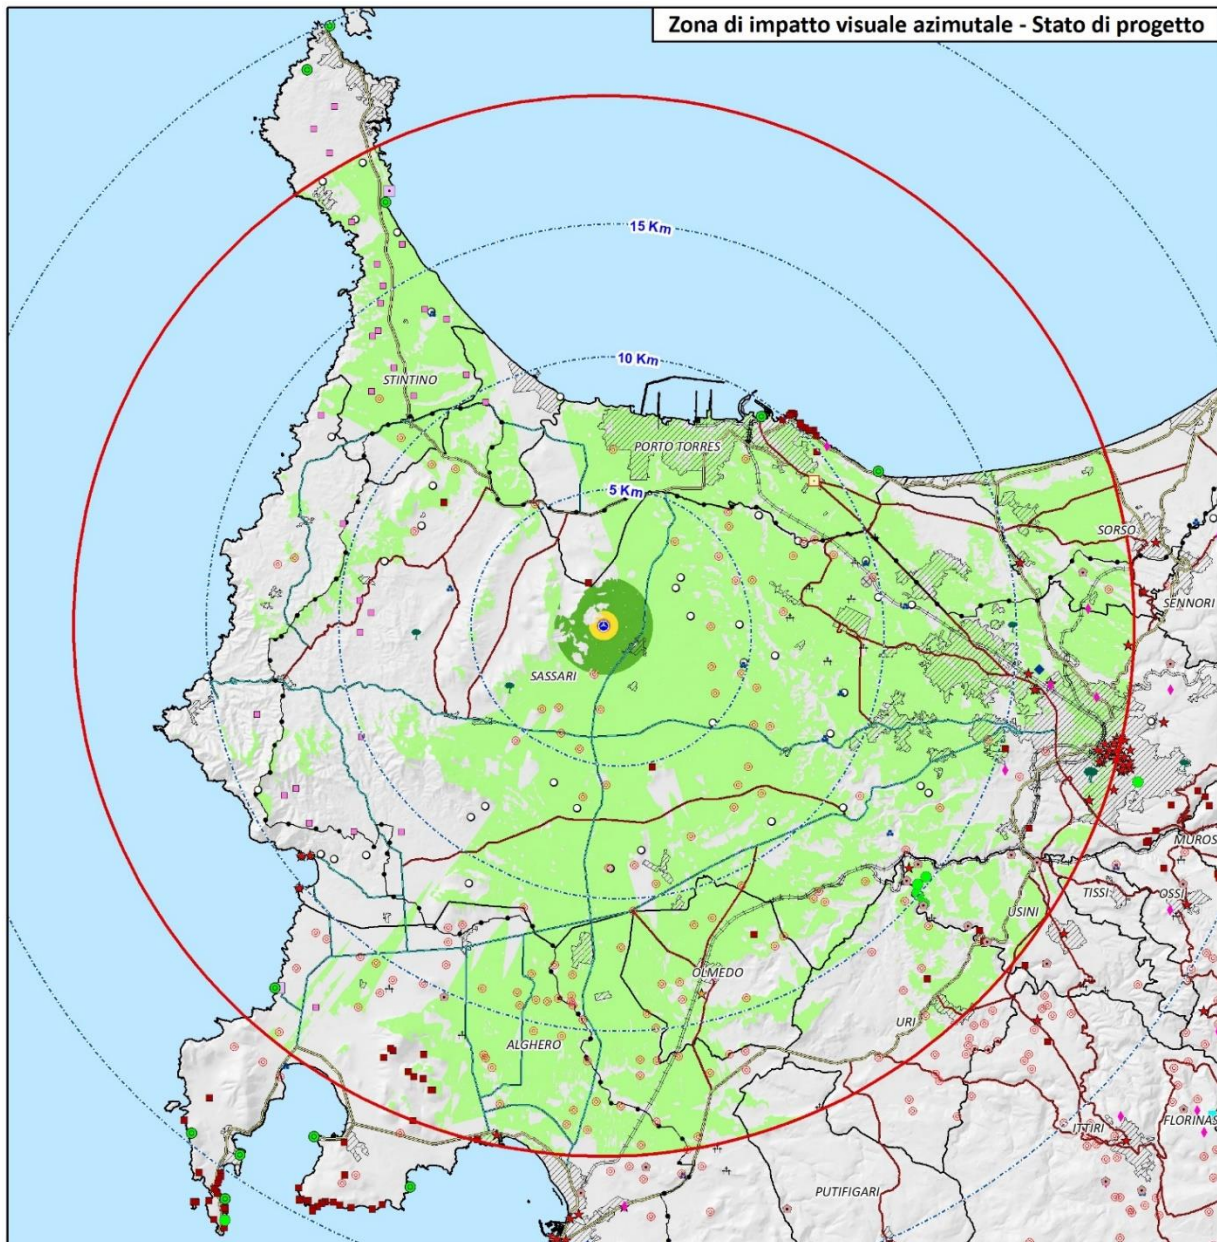 Zona di impatto visuale azimutale - Stato di progetto
15 Km
10 Km
STINTINO
PORTO TORRES
5 Km
SORSO
SENNORI
SASSARI
MUROS
TISSI
OSSI
USINI
OLMEDO
URI
ALGHERO
FLORINAS
ITTIRI
PUTIFIGARI